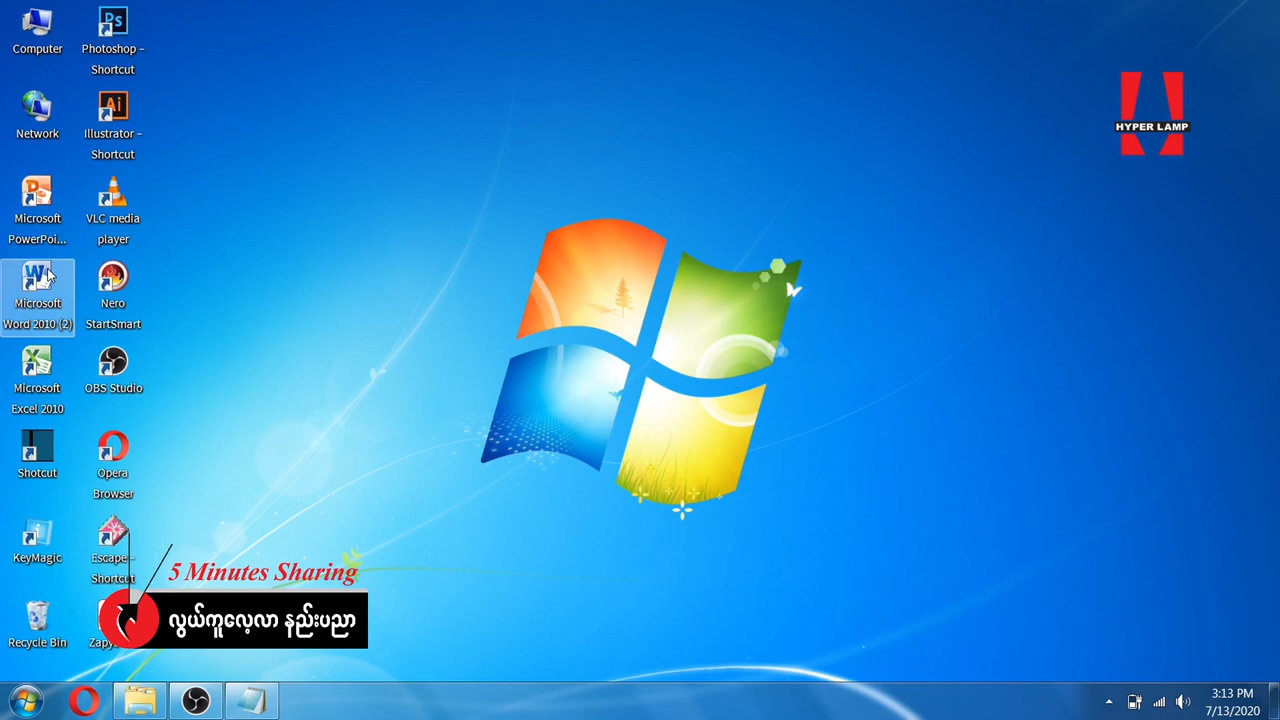 Computer
Photoshop -
Shortcut
Network
Illustrator -
Shortcut
Microsoft
PowerPoi...
VLC media
player
Microsoft
Word 2010 (2)
Nero
StartSmart
Microsoft
Excel 2010
OBS Studio
Shotcut
Opera
Browser
KeyMagic
Escape -
Shortcut
Recycle Bin
HYPER LAMP
5 Minutes Sharing
လွယ်ကူလေ့လာ နည်းပညာ
3:13 PM
7/13/2020